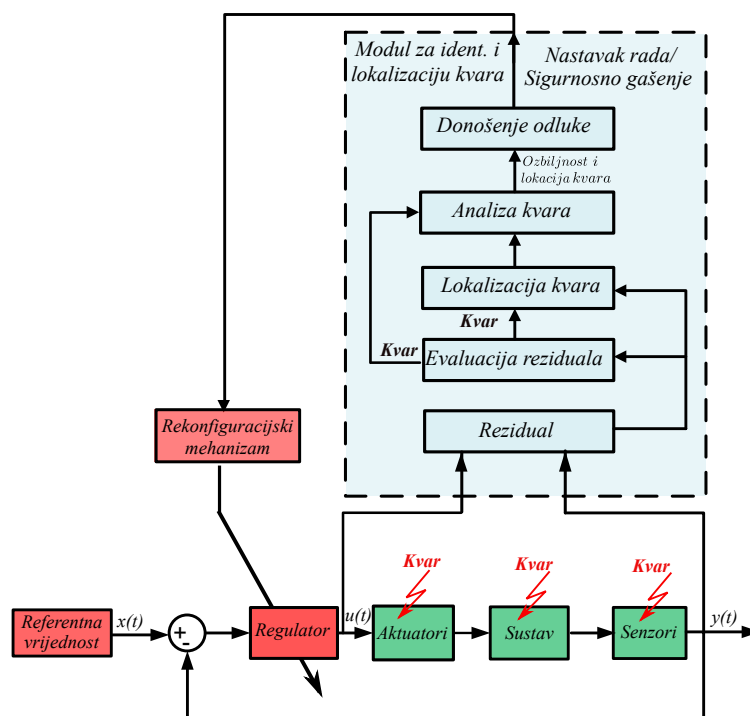 Modul za ident. i
lokalizaciju kvara
Nastavak rada/
Sigurnosno gašenje
Donošenje odluke
Ozbiljnost i
lokacija kvara
Analiza kvara
Lokalizacija kvara
Kvar
Kvar
Evaluacija reziduala
Rekonfiguracijski
mehanizam
Rezidual
Kvar
Kvar
Kvar
Referentna
vrijednost
x(t)
+
-
Regulator
u(t)
Aktuatori
Sustav
Senzori
y(t)